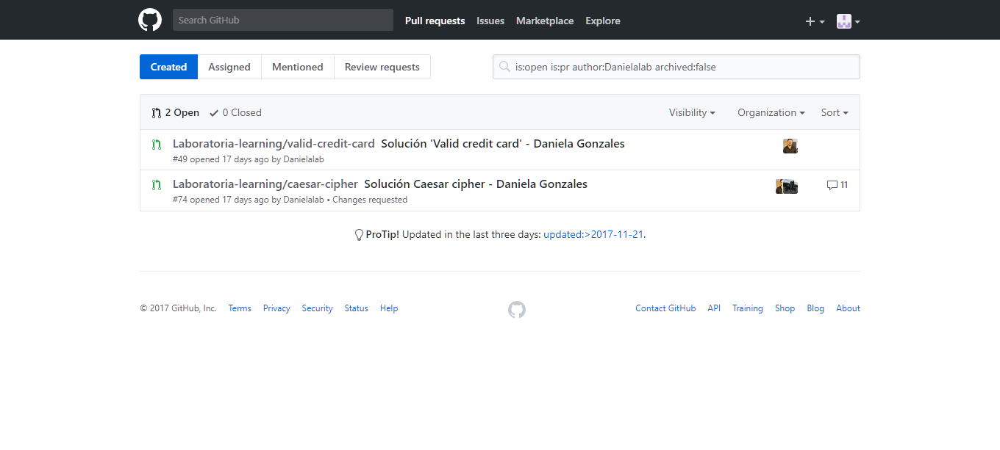 Search GitHub Pull requests Issues Marketplace Explore
Created Assigned Mentioned Review requests is:open is:pr author:Danielalab archived:false
2 Open 0 Closed Visibility Organization Sort
Laboratoria-learning/valid-credit-card Solución 'Valid credit card' - Daniela Gonzales
#49 opened 17 days ago by Danielalab
Laboratoria-learning/caesar-cipher Solución Caesar cipher - Daniela Gonzales 11
#74 opened 17 days ago by Danielalab • Changes requested
ProTip! Updated in the last three days: updated:>2017-11-21.
© 2017 GitHub, Inc. Terms Privacy Security Status Help Contact GitHub API Training Shop Blog About